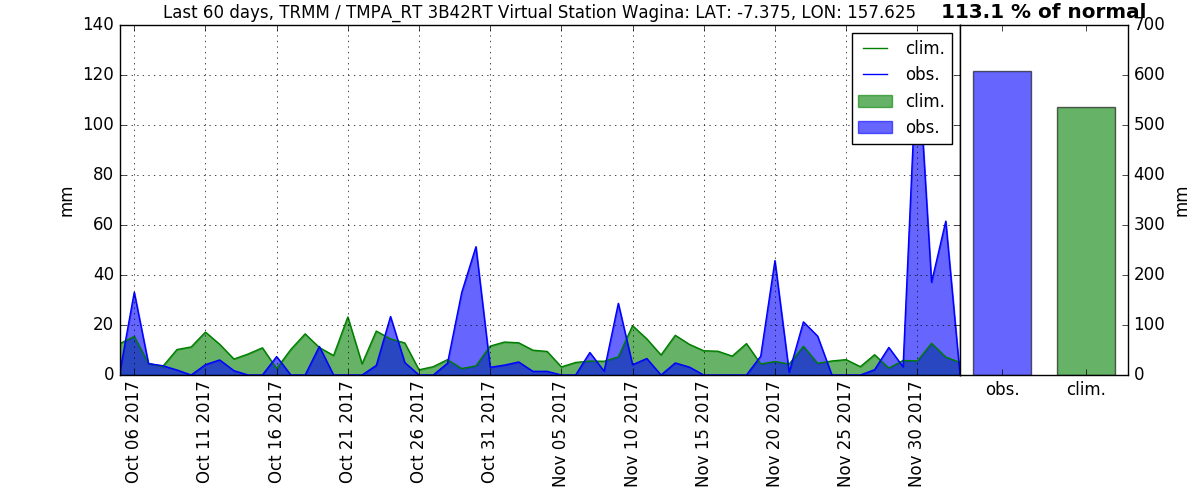 Last 60 days, TRMM / TMPA_RT 3B42RT Virtual Station Wagina: LAT: -7.375, LON: 157.625
113.1 % of normal
140
120
100
80
60
40
20
0
mm
clim.
obs.
clim.
obs.
700
600
500
400
300
200
100
0
mm
Oct 06 2017
Oct 11 2017
Oct 16 2017
Oct 21 2017
Oct 26 2017
Oct 31 2017
Nov 05 2017
Nov 10 2017
Nov 15 2017
Nov 20 2017
Nov 25 2017
Nov 30 2017
obs.
clim.